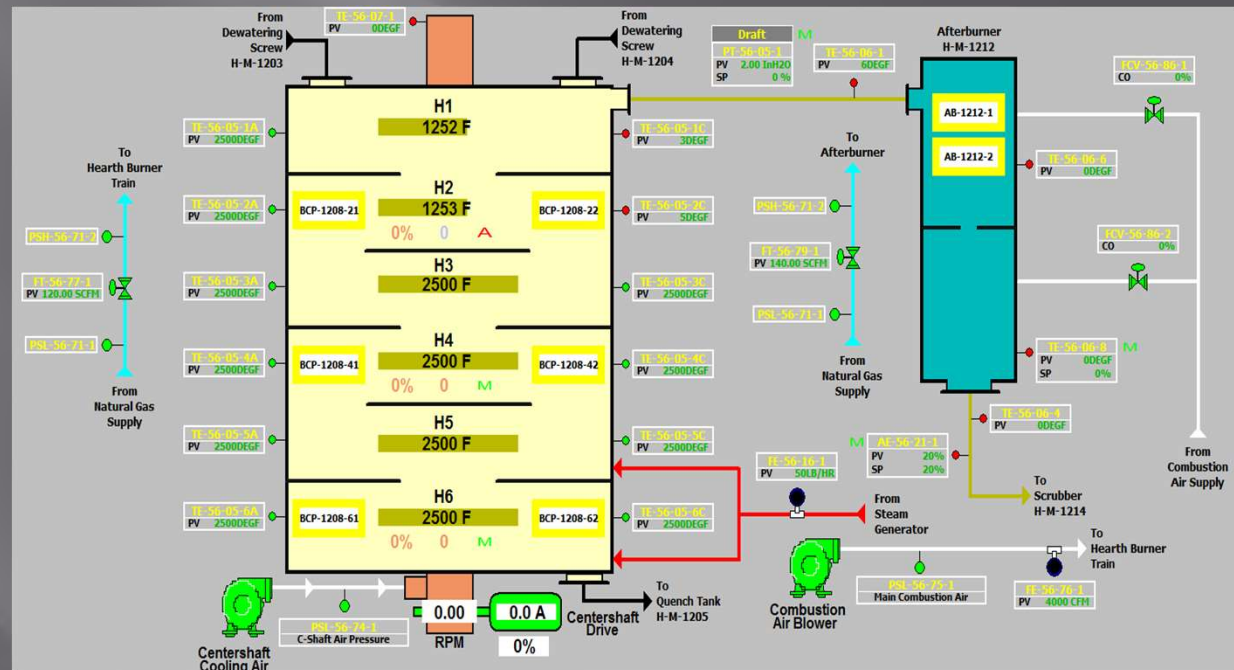 From
Dewatering
Screw
H-M-1203
TE-56-07-1
PV 0DEGF
From
Dewatering
Screw
H-M-1204
Draft M
PT-56-05-1
PV 2.00 InH2O
SP 0 %
TE-56-06-1
PV 6DEGF
Afterburner
H-M-1212
FCV-56-86-1
CO 0%
AB-1212-1
AB-1212-2
TE-56-06-6
PV 0DEGF
FCV-56-86-2
CO 0%
TE-56-06-8 M
PV 0DEGF
SP 0%
TE-56-06-4
PV 0DEGF
M AE-56-21-1
PV 20%
SP 20%
From
Combustion
Air Supply
To
Scrubber
H-M-1214
To
Hearth Burner
Train
PSH-56-71-2
FT-56-77-1
PV 120.00 SCFM
PSL-56-71-1
From
Natural Gas
Supply
TE-56-05-1A
PV 2500DEGF
TE-56-05-2A
PV 2500DEGF
TE-56-05-3A
PV 2500DEGF
TE-56-05-4A
PV 2500DEGF
TE-56-05-5A
PV 2500DEGF
TE-56-05-6A
PV 2500DEGF
H1
1252 F
H2
BCP-1208-21 1253 F BCP-1208-22
0% 0 A
H3
2500 F
H4
BCP-1208-41 2500 F BCP-1208-42
0% 0 M
H5
2500 F
H6
BCP-1208-61 2500 F BCP-1208-62
0% 0 M
TE-56-05-1C
PV 3DEGF
TE-56-05-2C
PV 5DEGF
TE-56-05-3C
PV 2500DEGF
TE-56-05-4C
PV 2500DEGF
TE-56-05-5C
PV 2500DEGF
TE-56-05-6C
PV 2500DEGF
To
Afterburner
PSH-56-71-2
FT-56-79-1
PV 140.00 SCFM
PSL-56-71-1
From
Natural Gas
Supply
FE-56-16-1
PV 50LB/HR
From
Steam
Generator
Centershaft
Cooling Air
PSL-56-74-1
C-Shaft Air Pressure
0.00
RPM
0.0 A
0%
Centershaft
Drive
To
Quench Tank
H-M-1205
Combustion
Air Blower
PSL-56-75-1
Main Combustion Air
FE-56-76-1
PV 4000 CFM
To
Hearth Burner
Train